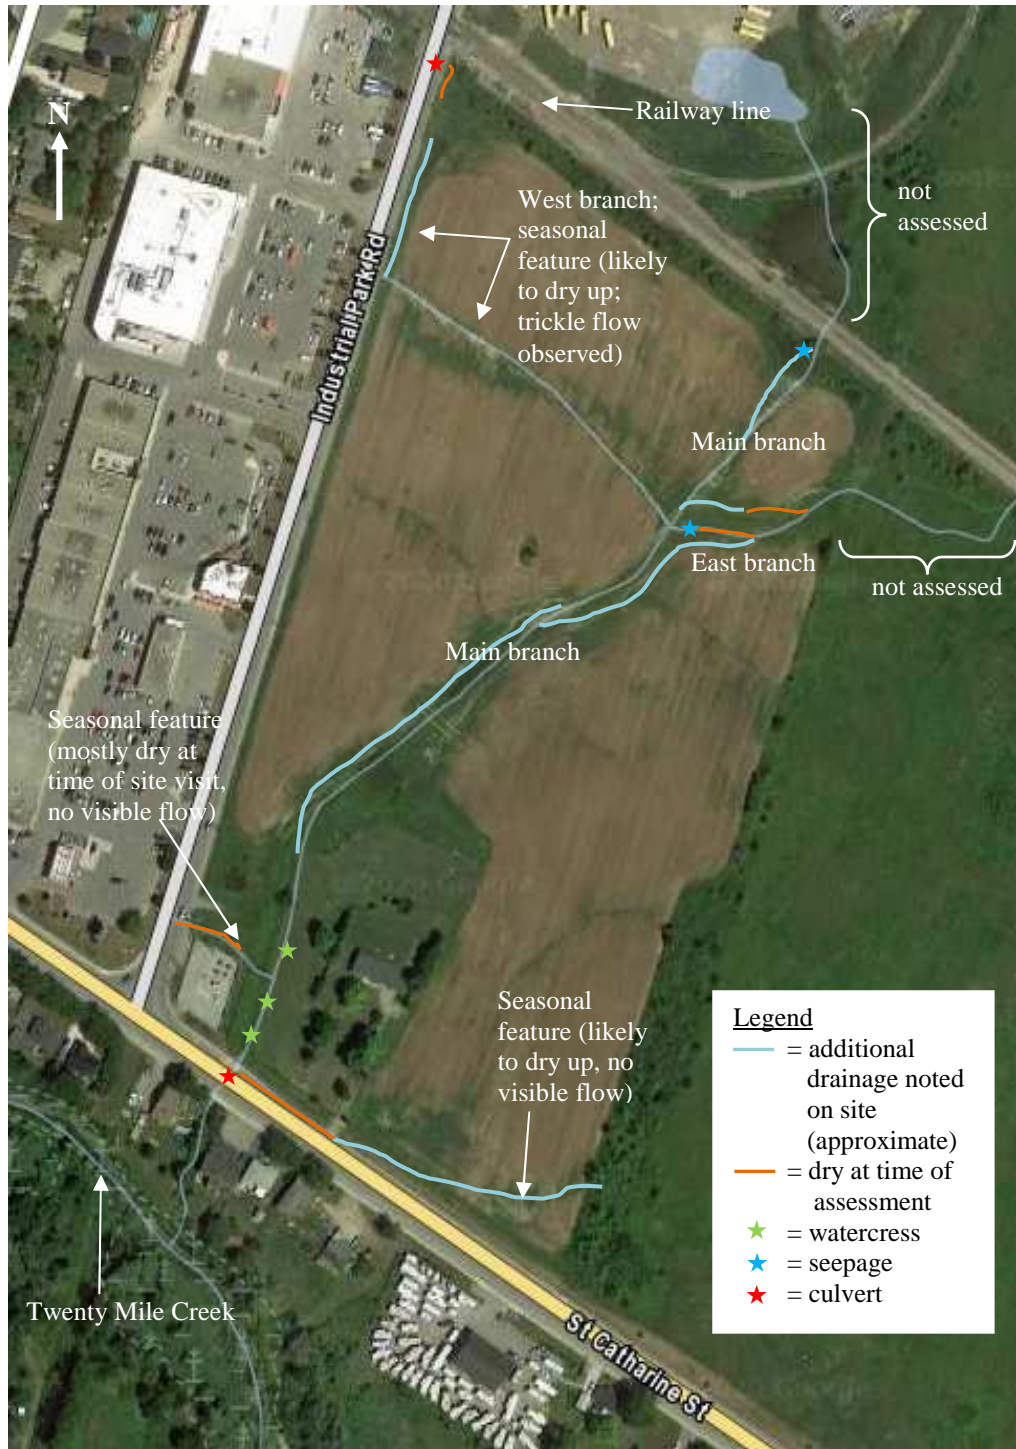 N
Railway line
not
assessed
West branch;
seasonal
feature (likely
to dry up;
trickle flow
observed)
Industrial Park Rd
Main branch
East branch
not assessed
Main branch
Seasonal feature
(mostly dry at
time of site visit,
no visible flow)
Seasonal
feature (likely
to dry up, no
visible flow)
Legend
= additional
drainage noted
on site
(approximate)
= dry at time of
assessment
= watercress
= seepage
= culvert
Twenty Mile Creek
St Catharine St